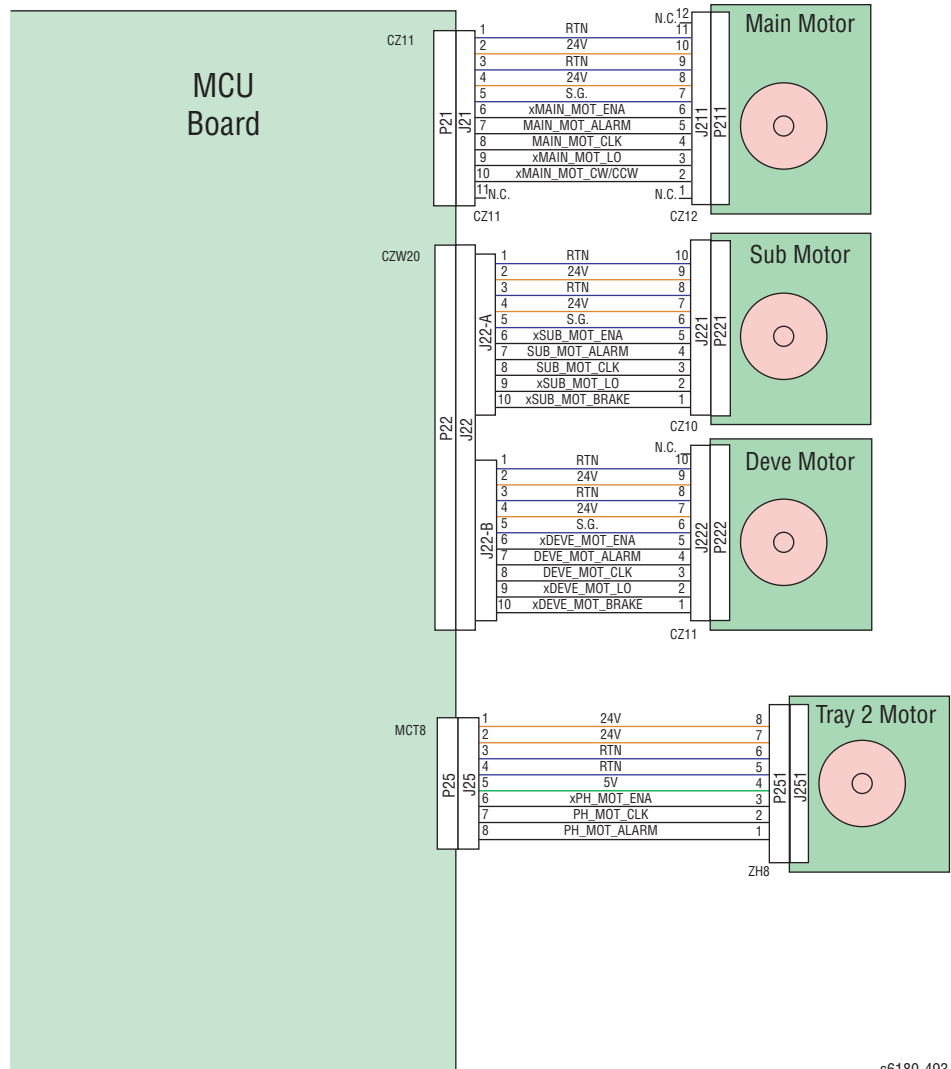 MCU
Board
CZ11
P21
J21
1 RTN 11
2 24V 10
3 RTN 9
4 24V 8
5 S.G. 7
6 xMAIN_MOT_ENA 6
7 MAIN_MOT_ALARM 5
8 MAIN_MOT_CLK 4
9 xMAIN_MOT_LO 3
10 xMAIN_MOT_CW/CCW 2
11 N.C.
N.C. 12
N.C. 1
CZ11
CZ12
J211
P211
Main Motor
CZW20
P22
J22
J22-A
1 RTN 10
2 24V 9
3 RTN 8
4 24V 7
5 S.G. 6
6 xSUB_MOT_ENA 5
7 SUB_MOT_ALARM 4
8 SUB_MOT_CLK 3
9 xSUB_MOT_LO 2
10 xSUB_MOT_BRAKE 1
J221
P221
Sub Motor
CZ10
J22-B
N.C. 10
1 RTN
2 24V 9
3 RTN 8
4 24V 7
5 S.G. 6
6 xDEVE_MOT_ENA 5
7 DEVE_MOT_ALARM 4
8 DEVE_MOT_CLK 3
9 xDEVE_MOT_LO 2
10 xDEVE_MOT_BRAKE 1
J222
P222
Deve Motor
CZ11
MCT8
P25
J25
1 24V 8
2 24V 7
3 RTN 6
4 RTN 5
5 5V 4
6 xPH_MOT_ENA 3
7 PH_MOT_CLK 2
8 PH_MOT_ALARM 1
P251
J251
Tray 2 Motor
ZH8
s6180-493